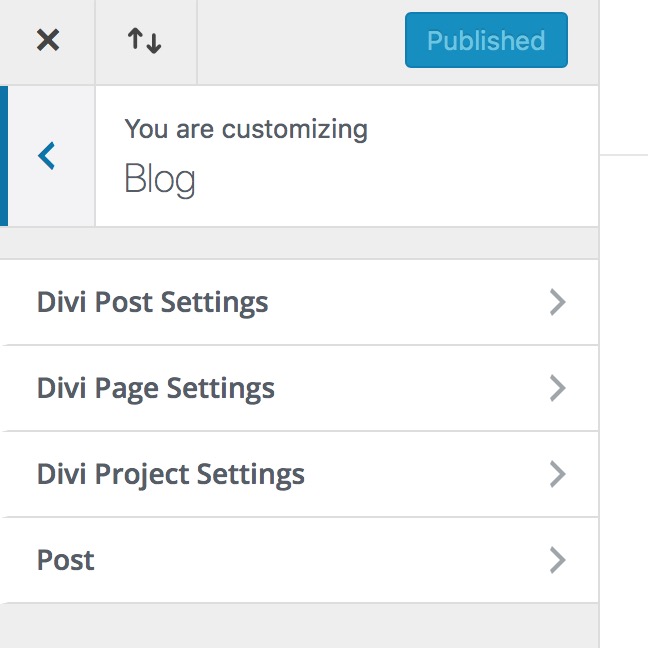 Published
You are customizing
Blog
Divi Post Settings
Divi Page Settings
Divi Project Settings
Post